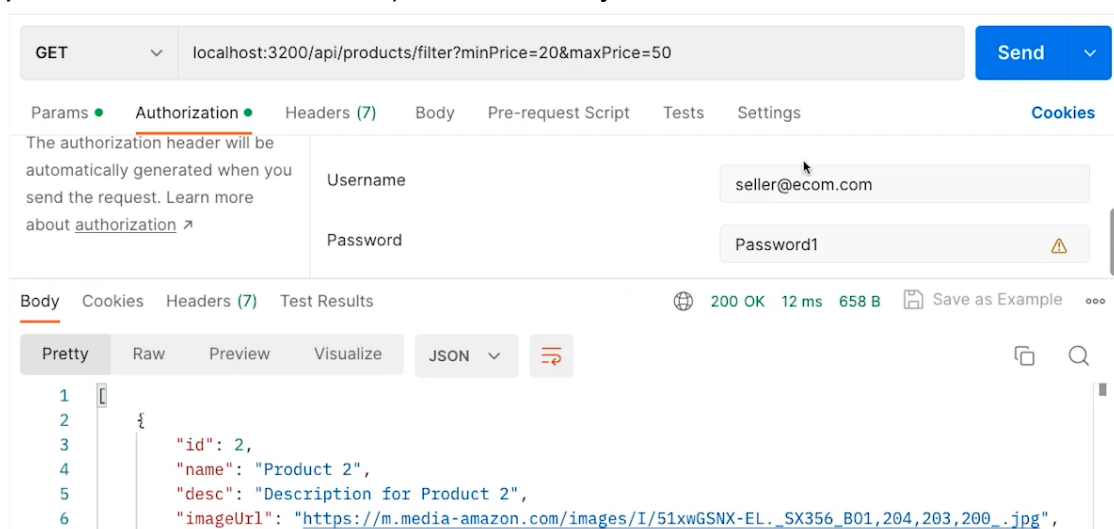 GET localhost:3200/api/products/filter?minPrice=20&maxPrice=50 Send
Params Authorization Headers (7) Body Pre-request Script Tests Settings Cookies
The authorization header will be
automatically generated when you
send the request. Learn more
about authorization ↗
Username seller@ecom.com
Password Password1
Body Cookies Headers (7) Test Results 200 OK 12 ms 658 B Save as Example
Pretty Raw Preview Visualize JSON
1 [
2 {
3 "id": 2,
4 "name": "Product 2",
5 "desc": "Description for Product 2",
6 "imageUrl": "https://m.media-amazon.com/images/I/51xwGSNX-EL._SX356_BO1,204,203,200_.jpg",